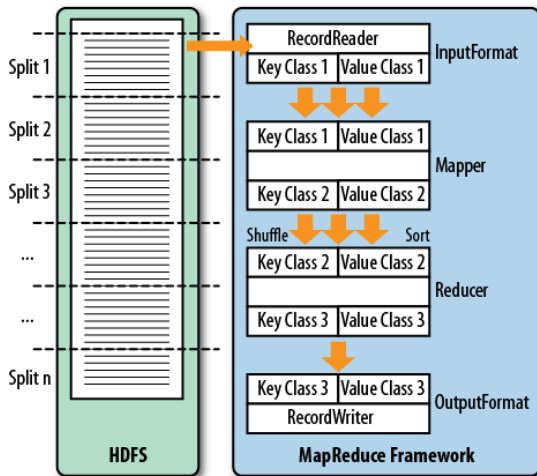 Split 1
Split 2
Split 3
...
...
Split n
HDFS
RecordReader
Key Class 1 Value Class 1
InputFormat
Key Class 1 Value Class 1
Mapper
Key Class 2 Value Class 2
Shuffle Sort
Key Class 2 Value Class 2
Reducer
Key Class 3 Value Class 3
Key Class 3 Value Class 3
OutputFormat
RecordWriter
MapReduce Framework